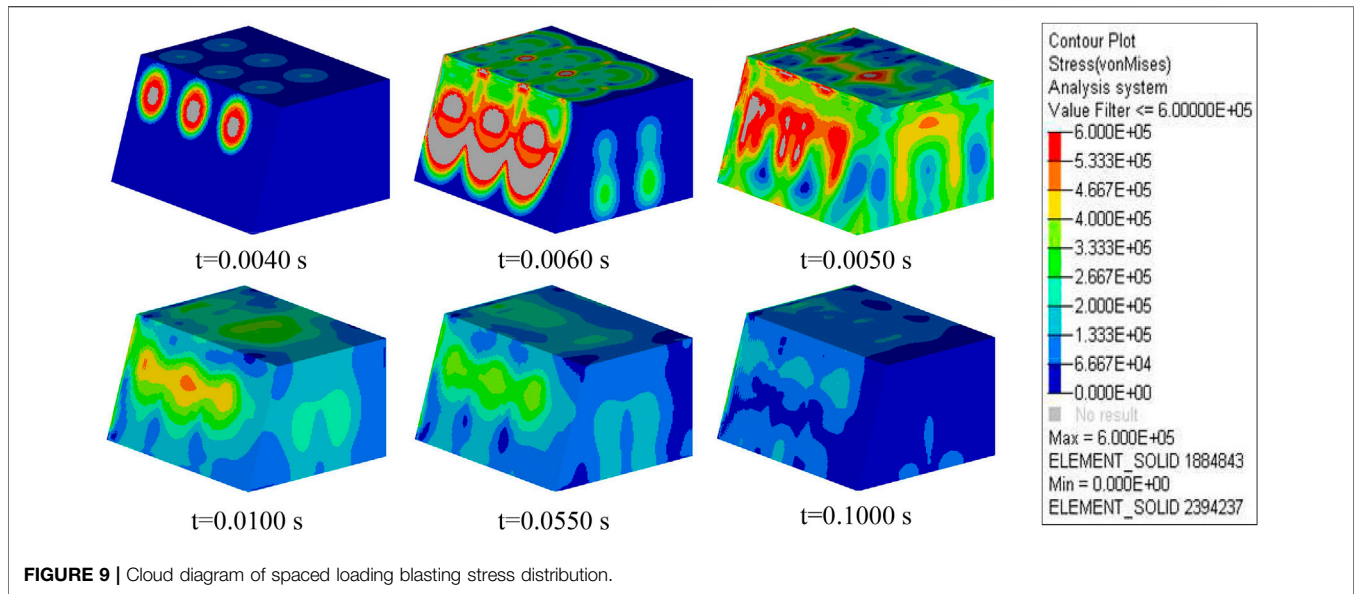 t=0.0040 s
t=0.0060 s
t=0.0050 s
t=0.0100 s
t=0.0550 s
t=0.1000 s
Contour Plot
Stress(vonMises)
Analysis system
Value Filter <= 6.00000E+05
6.000E+05
5.333E+05
4.667E+05
4.000E+05
3.333E+05
2.667E+05
2.000E+05
1.333E+05
6.667E+04
0.000E+00
No result
Max = 6.000E+05
ELEMENT_SOLID 1884843
Min = 0.000E+00
ELEMENT_SOLID 2394237
FIGURE 9 | Cloud diagram of spaced loading blasting stress distribution.